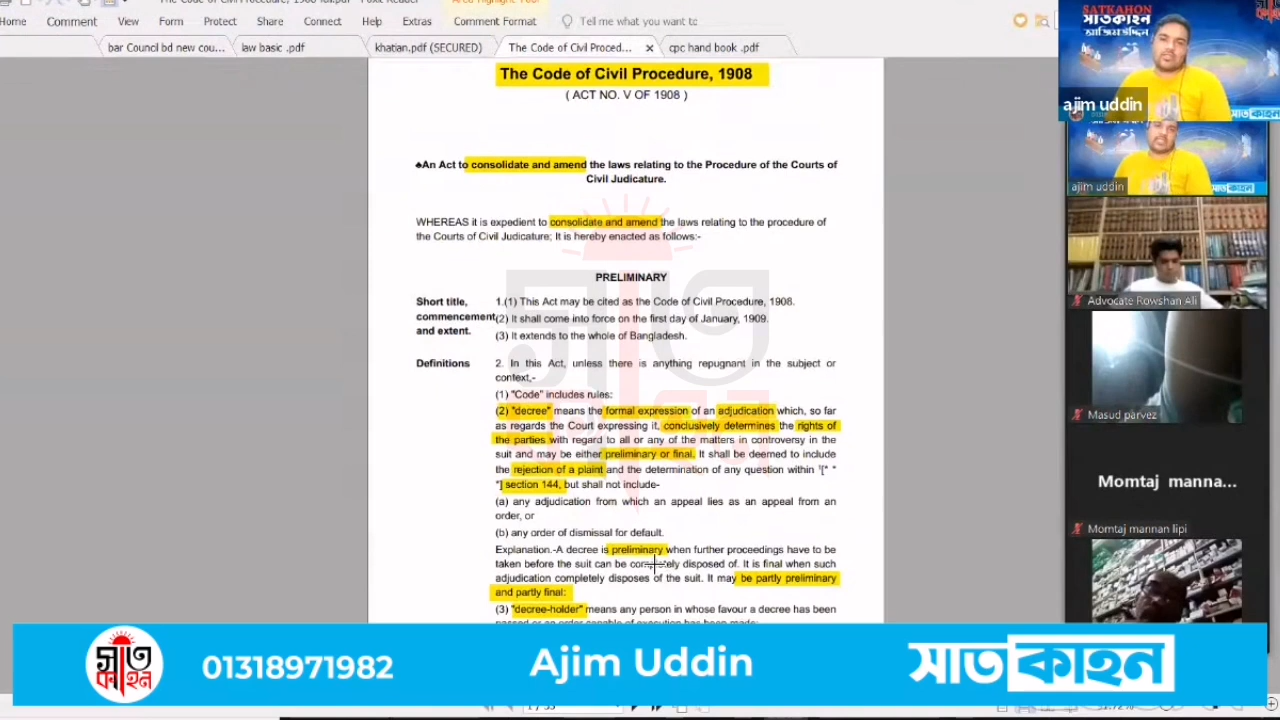 Home
Comment
View
Form
Protect
Share
Connect
Help
Extras
Comment Format
Tell me what you want to
bar Council bd new cou...
law basic .pdf
khatian.pdf (SECURED)
The Code of Civil Proced...
cpc hand book .pdf
The Code of Civil Procedure, 1908
( ACT NO. V OF 1908 )
♠An Act to consolidate and amend the laws relating to the Procedure of the Courts of
Civil Judicature.
WHEREAS it is expedient to consolidate and amend the laws relating to the procedure of
the Courts of Civil Judicature; It is hereby enacted as follows:-
PRELIMINARY
Short title,
commencement
and extent.
1.(1) This Act may be cited as the Code of Civil Procedure, 1908.
(2) It shall come into force on the first day of January, 1909.
(3) It extends to the whole of Bangladesh.
Definitions
2. In this Act, unless there is anything repugnant in the subject or
context,-
(1) "Code" includes rules:
(2) "decree" means the formal expression of an adjudication which, so far
as regards the Court expressing it, conclusively determines the rights of
the parties with regard to all or any of the matters in controversy in the
suit and may be either preliminary or final. It shall be deemed to include
the rejection of a plaint and the determination of any question within ¹[* *
*] section 144, but shall not include-
(a) any adjudication from which an appeal lies as an appeal from an
order, or
(b) any order of dismissal for default.
Explanation.-A decree is preliminary when further proceedings have to be
taken before the suit can be completely disposed of. It is final when such
adjudication completely disposes of the suit. It may be partly preliminary
and partly final:
(3) "decree-holder" means any person in whose favour a decree has been
SATKAHON
সাতকাহন
আজিমউদ্দিন
ajim uddin
সাতকাহন
ajim uddin
সাতকাহন
Advocate Rowshan Ali
Masud parvez
Momtaj manna...
Momtaj mannan lipi
সাত
কাহন
01318971982
Ajim Uddin
সাতকাহন